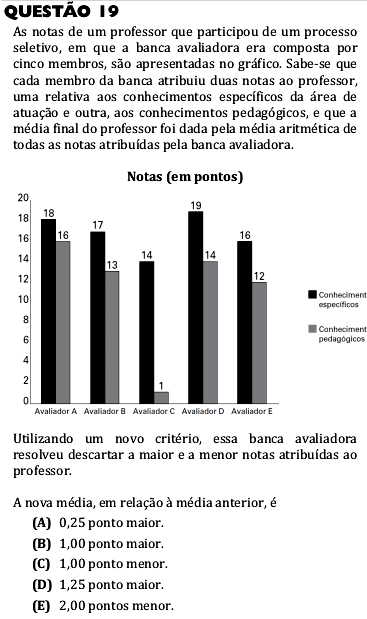 QUESTÃO 19
As notas de um professor que participou de um processo
seletivo, em que a banca avaliadora era composta por
cinco membros, são apresentadas no gráfico. Sabe-se que
cada membro da banca atribuiu duas notas ao professor,
uma relativa aos conhecimentos específicos da área de
atuação e outra, aos conhecimentos pedagógicos, e que a
média final do professor foi dada pela média aritmética de
todas as notas atribuídas pela banca avaliadora.
Notas (em pontos)
20
18
16
14
12
10
8
6
4
2
0
18
16
17
13
14
1
19
14
16
12
Avaliador A Avaliador B Avaliador C Avaliador D Avaliador E
Conheciment
específicos
Conheciment
pedagógicos
Utilizando um novo critério, essa banca avaliadora
resolveu descartar a maior e a menor notas atribuídas ao
professor.
A nova média, em relação à média anterior, é
(A) 0,25 ponto maior.
(B) 1,00 ponto maior.
(C) 1,00 ponto menor.
(D) 1,25 ponto maior.
(E) 2,00 pontos menor.